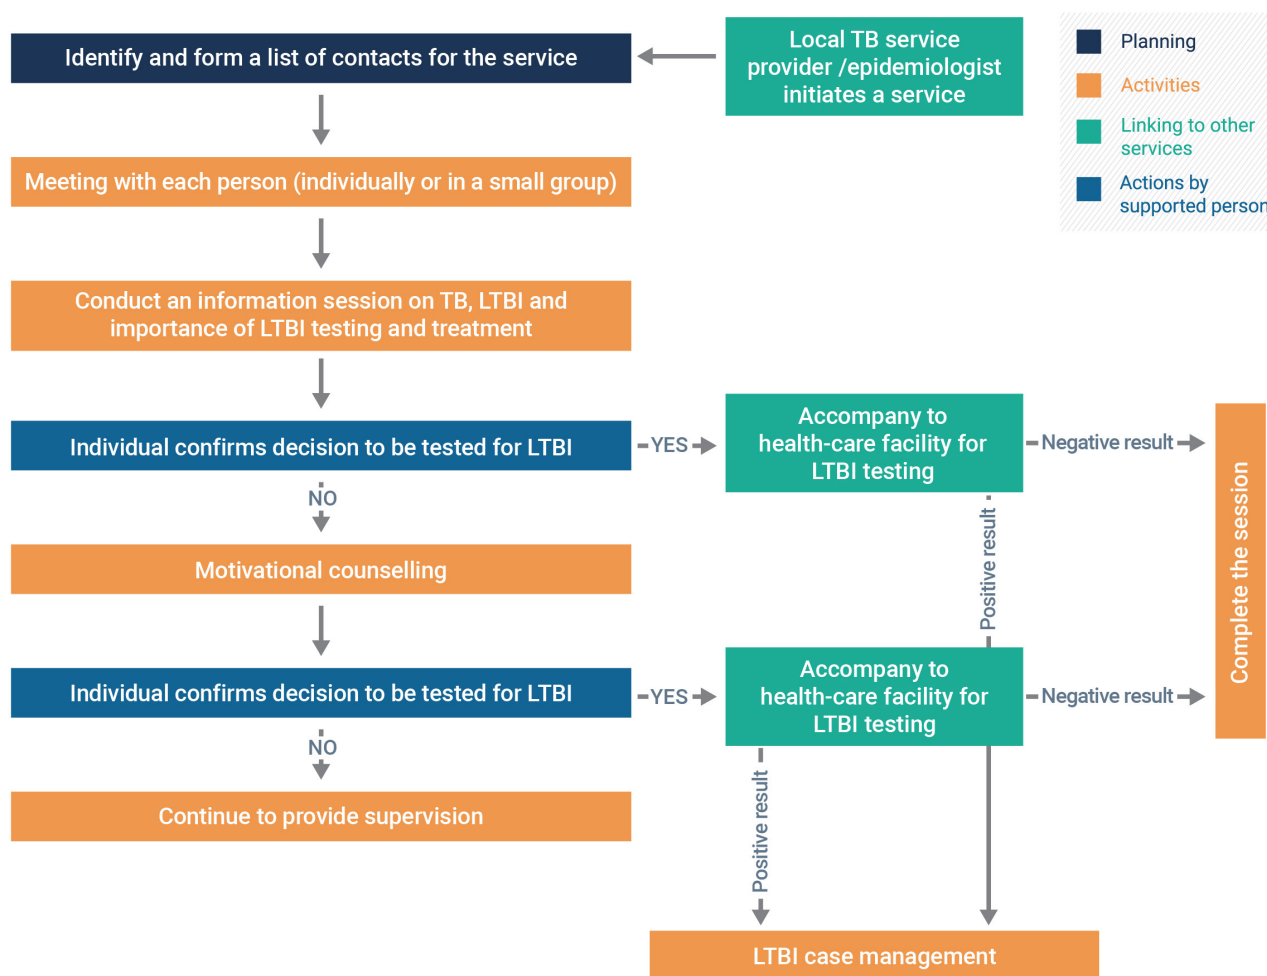 Identify and form a list of contacts for the service
Local TB service
provider /epidemiologist
initiates a service
Planning
Activities
Linking to other
services
Actions by
supported person
Meeting with each person (individually or in a small group)
Conduct an information session on TB, LTBI and
importance of LTBI testing and treatment
Individual confirms decision to be tested for LTBI
YES
Accompany to
health-care facility for
LTBI testing
Negative result
Complete the session
NO
Positive result
Motivational counselling
Individual confirms decision to be tested for LTBI
YES
Accompany to
health-care facility for
LTBI testing
Negative result
NO
Positive result
Continue to provide supervision
LTBI case management